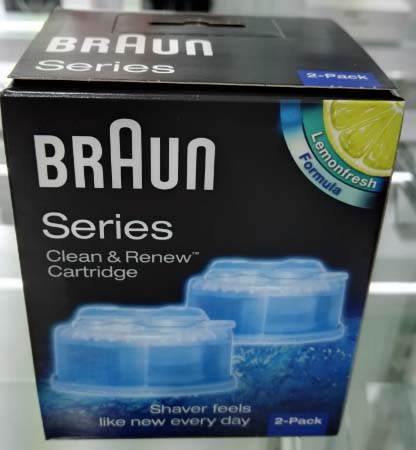 BRAUN
Series
2-Pack
BRAUN
Lemonfresh
Formula
Series
Clean & Renew™
Cartridge
Shaver feels
like new every day
2-Pack